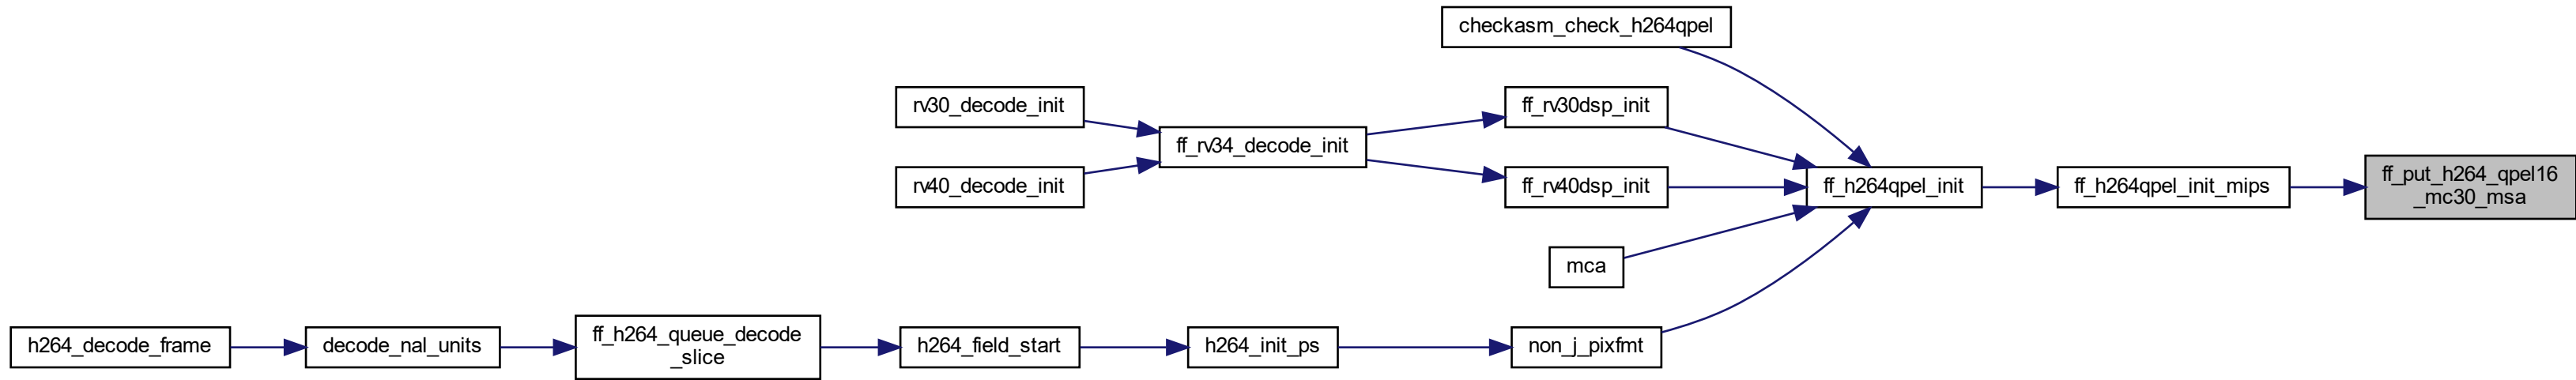 checkasm_check_h264qpel
rv30_decode_init
ff_rv30dsp_init
ff_rv34_decode_init
rv40_decode_init
ff_rv40dsp_init
ff_h264qpel_init
ff_h264qpel_init_mips
ff_put_h264_qpel16
_mc30_msa
mca
h264_decode_frame
decode_nal_units
ff_h264_queue_decode
_slice
h264_field_start
h264_init_ps
non_j_pixfmt